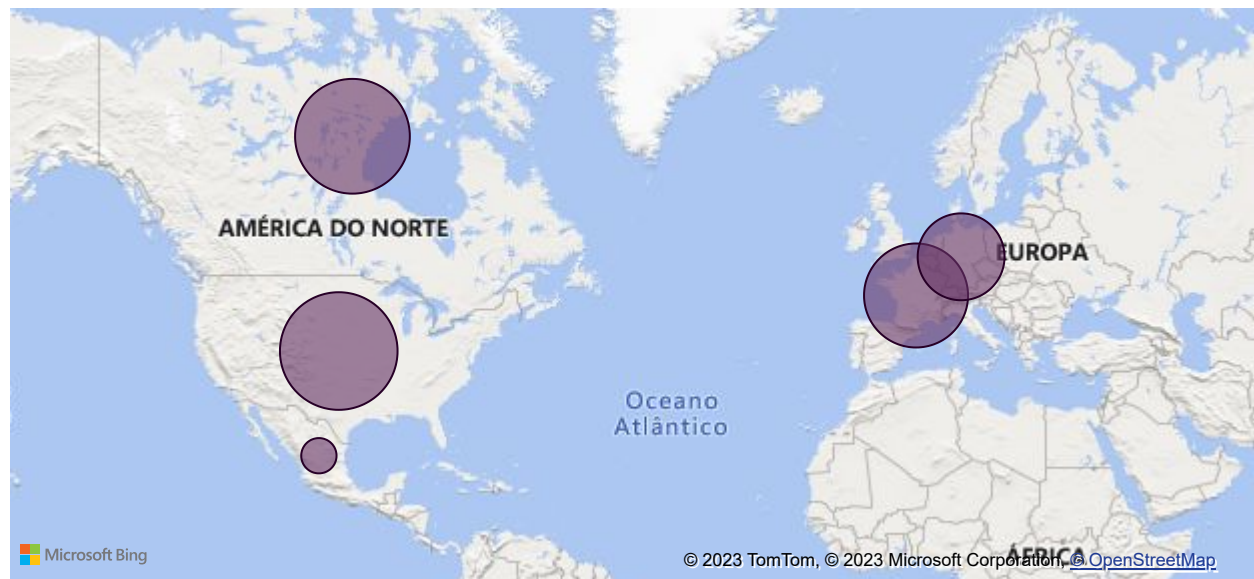 AMÉRICA DO NORTE
EUROPA
Oceano
Atlântico
ÁFRICA
Microsoft Bing
© 2023 TomTom, © 2023 Microsoft Corporation, © OpenStreetMap